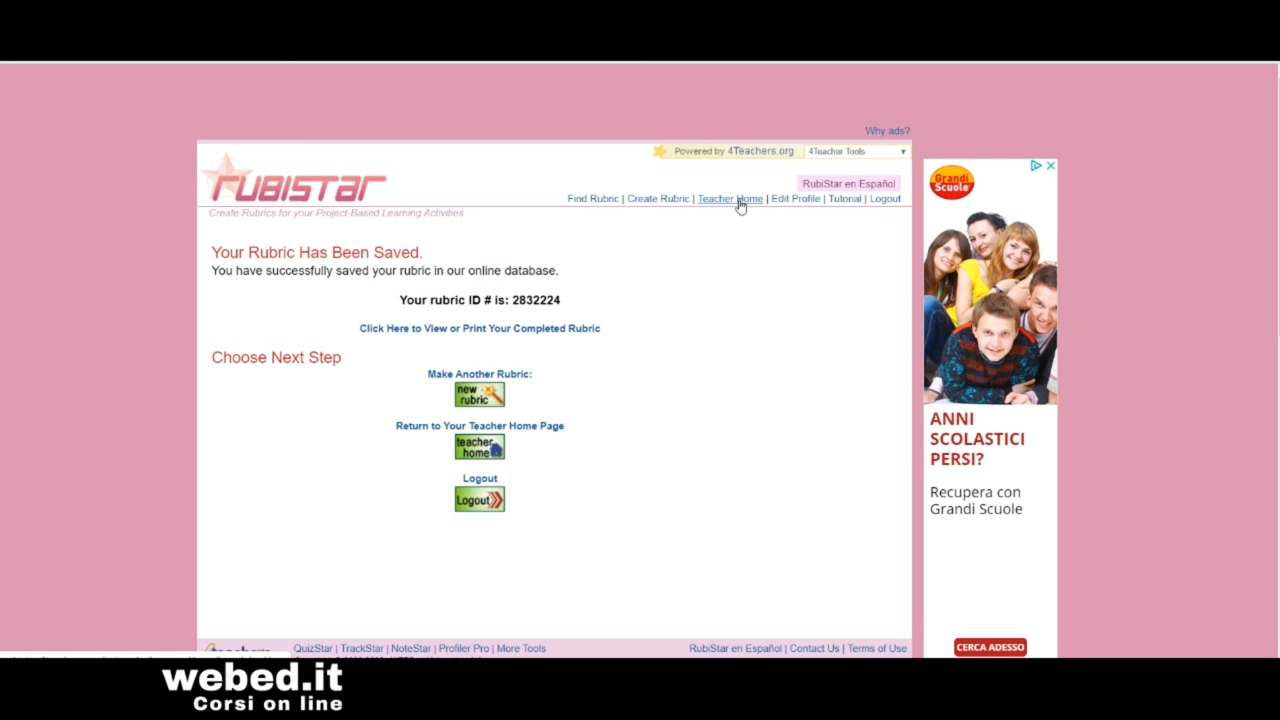 Why ads?
Powered by 4Teachers.org
4Teacher Tools
RUBISTAR
RubiStar en Español
Find Rubric | Create Rubric | Teacher Home | Edit Profile | Tutorial | Logout
Create Rubrics for your Project-Based Learning Activities
Grandi
Scuole
Your Rubric Has Been Saved.
You have successfully saved your rubric in our online database.
Your rubric ID # is: 2832224
Click Here to View or Print Your Completed Rubric
Choose Next Step
Make Another Rubric:
new
rubric
Return to Your Teacher Home Page
teacher
home
Logout
Logout
ANNI
SCOLASTICI
PERSI?
Recupera con
Grandi Scuole
CERCA ADESSO
QuizStar | TrackStar | NoteStar | Profiler Pro | More Tools
RubiStar en Español | Contact Us | Terms of Use
webed.it
Corsi on line